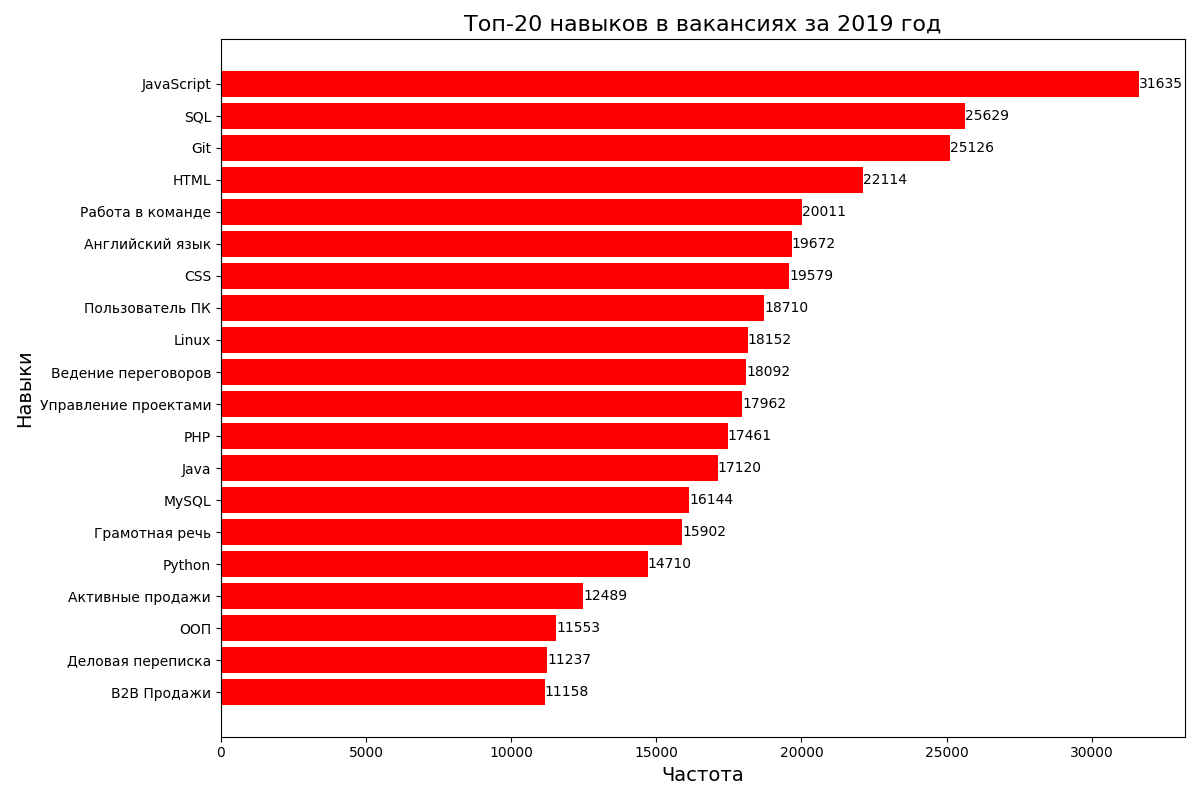 Топ-20 навыков в вакансиях за 2019 год
JavaScript 31635
SQL 25629
Git 25126
HTML 22114
Работа в команде 20011
Английский язык 19672
CSS 19579
Пользователь ПК 18710
Linux 18152
Ведение переговоров 18092
Управление проектами 17962
PHP 17461
Java 17120
MySQL 16144
Грамотная речь 15902
Python 14710
Активные продажи 12489
ООП 11553
Деловая переписка 11237
B2B Продажи 11158
Навыки
0 5000 10000 15000 20000 25000 30000
Частота